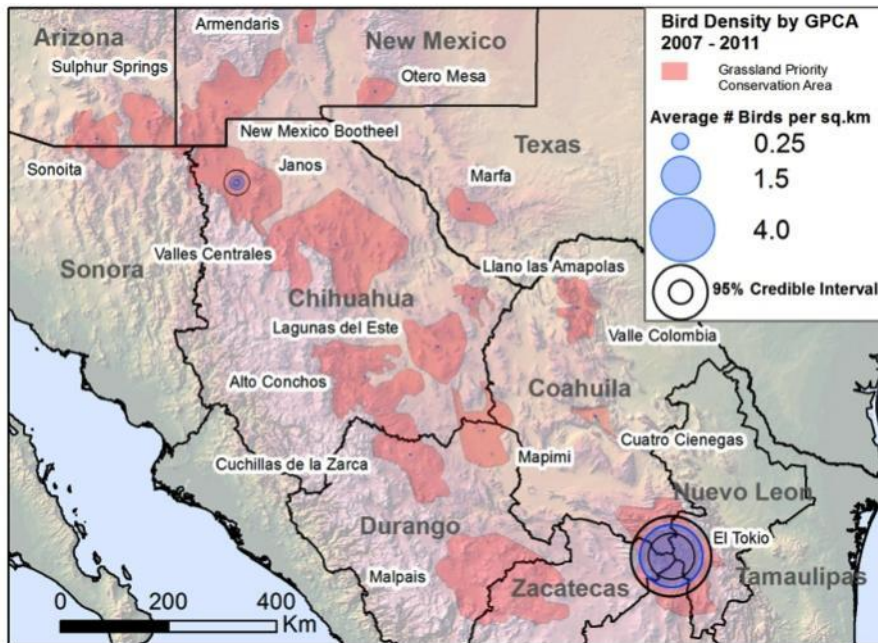 Bird Density by GPCA
2007 - 2011
Grassland Priority
Conservation Area
Average # Birds per sq.km
0.25
1.5
4.0
95% Credible Interval
Armendaris
Arizona
New Mexico
Sulphur Springs
Otero Mesa
New Mexico Bootheel
Texas
Sonoita
Janos
Marfa
Valles Centrales
Sonora
Llano las Amapolas
Chihuahua
Lagunas del Este
Valle Colombia
Alto Conchos
Coahuila
Cuatro Cienegas
Cuchillas de la Zarca
Mapimi
Nuevo Leon
Durango
El Tokio
Malpais
Zacatecas
Tamaulipas
0 200 400
Km